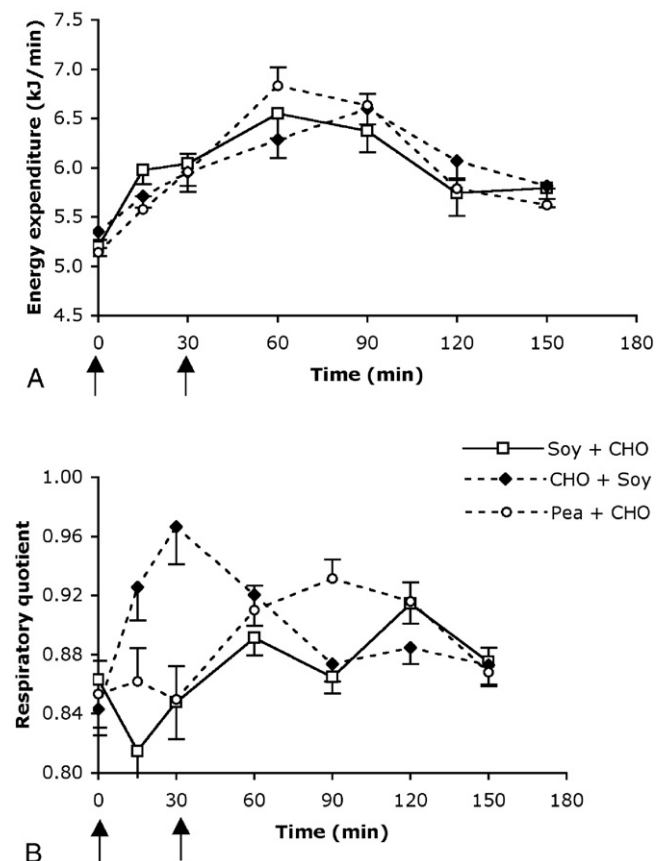 7.5
7.0
6.5
6.0
5.5
5.0
4.5
Energy expenditure (kJ/min)
0 30 60 90 120 150 180
Time (min)
A
Soy + CHO
CHO + Soy
Pea + CHO
1.00
0.96
0.92
0.88
0.84
0.80
Respiratory quotient
0 30 60 90 120 150 180
Time (min)
B